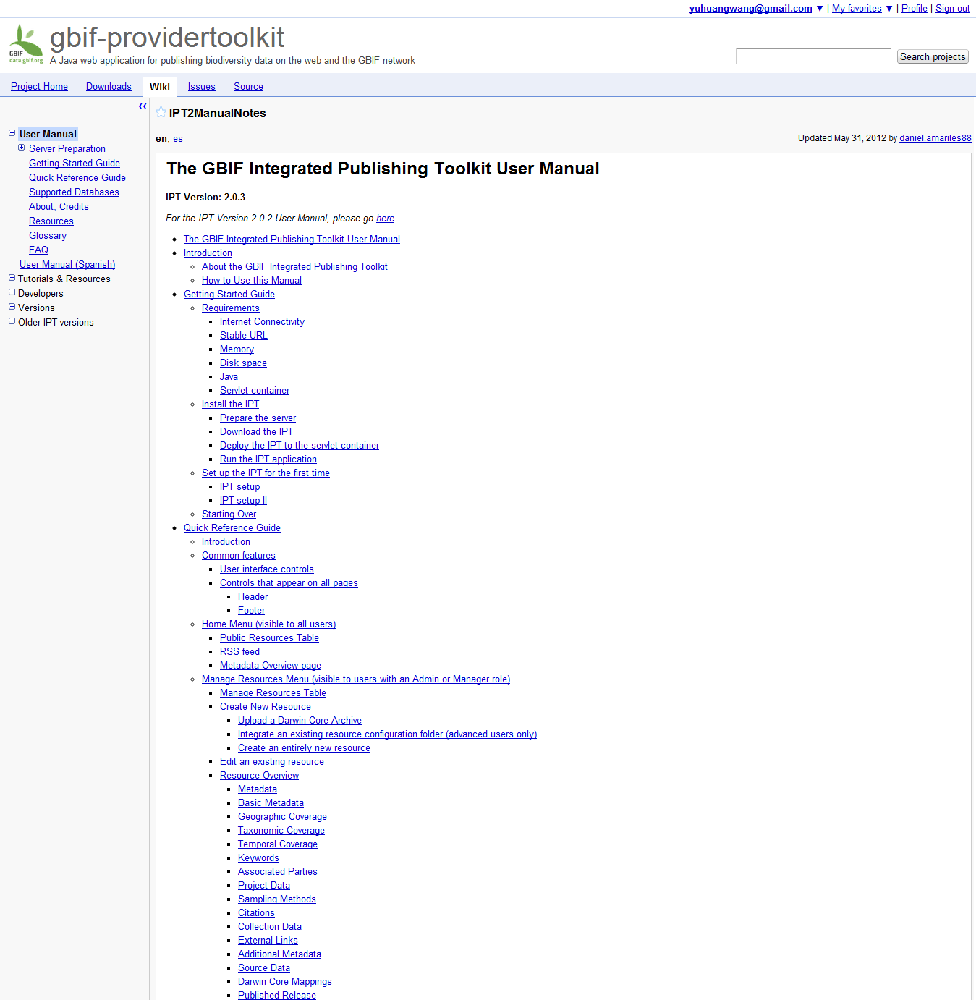 yuhuangwang@gmail.com ▼ | My favorites ▼ | Profile | Sign out
GBIF
data.gbif.org
gbif-providertoolkit
A Java web application for publishing biodiversity data on the web and the GBIF network
Search projects
Project Home Downloads Wiki Issues Source
User Manual
Server Preparation
Getting Started Guide
Quick Reference Guide
Supported Databases
About, Credits
Resources
Glossary
FAQ
User Manual (Spanish)
Tutorials & Resources
Developers
Versions
Older IPT versions
IPT2ManualNotes
en, es
Updated May 31, 2012 by daniel.amariles88
The GBIF Integrated Publishing Toolkit User Manual
IPT Version: 2.0.3
For the IPT Version 2.0.2 User Manual, please go here
The GBIF Integrated Publishing Toolkit User Manual
Introduction
About the GBIF Integrated Publishing Toolkit
How to Use this Manual
Getting Started Guide
Requirements
Internet Connectivity
Stable URL
Memory
Disk space
Java
Servlet container
Install the IPT
Prepare the server
Download the IPT
Deploy the IPT to the servlet container
Run the IPT application
Set up the IPT for the first time
IPT setup
IPT setup II
Starting Over
Quick Reference Guide
Introduction
Common features
User interface controls
Controls that appear on all pages
Header
Footer
Home Menu (visible to all users)
Public Resources Table
RSS feed
Metadata Overview page
Manage Resources Menu (visible to users with an Admin or Manager role)
Manage Resources Table
Create New Resource
Upload a Darwin Core Archive
Integrate an existing resource configuration folder (advanced users only)
Create an entirely new resource
Edit an existing resource
Resource Overview
Metadata
Basic Metadata
Geographic Coverage
Taxonomic Coverage
Temporal Coverage
Keywords
Associated Parties
Project Data
Sampling Methods
Citations
Collection Data
External Links
Additional Metadata
Source Data
Darwin Core Mappings
Published Release